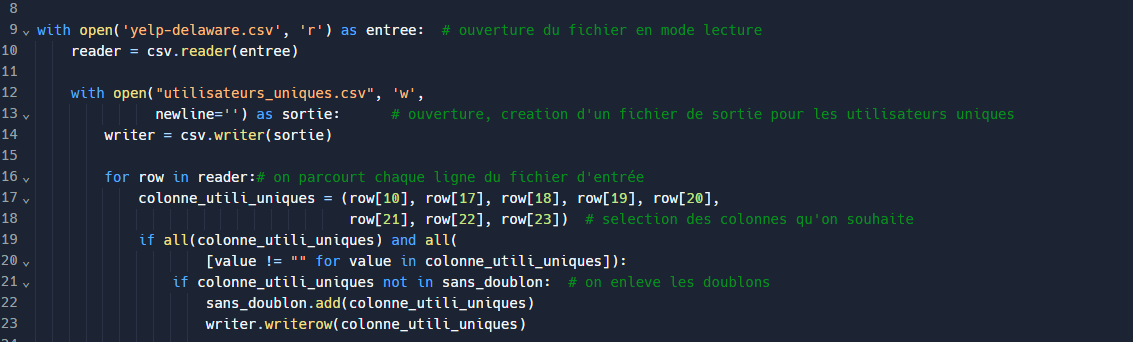 8
9 with open('yelp-delaware.csv', 'r') as entree:  # ouverture du fichier en mode lecture
10     reader = csv.reader(entree)
11
12     with open("utilisateurs_uniques.csv", 'w',
13               newline='') as sortie:      # ouverture, creation d'un fichier de sortie pour les utilisateurs uniques
14         writer = csv.writer(sortie)
15
16         for row in reader:# on parcourt chaque ligne du fichier d'entrée
17             colonne_utili_uniques = (row[10], row[17], row[18], row[19], row[20],
18                                      row[21], row[22], row[23])  # selection des colonnes qu'on souhaite
19             if all(colonne_utili_uniques) and all(
20                     [value != "" for value in colonne_utili_uniques]):
21                 if colonne_utili_uniques not in sans_doublon:  # on enleve les doublons
22                     sans_doublon.add(colonne_utili_uniques)
23                     writer.writerow(colonne_utili_uniques)